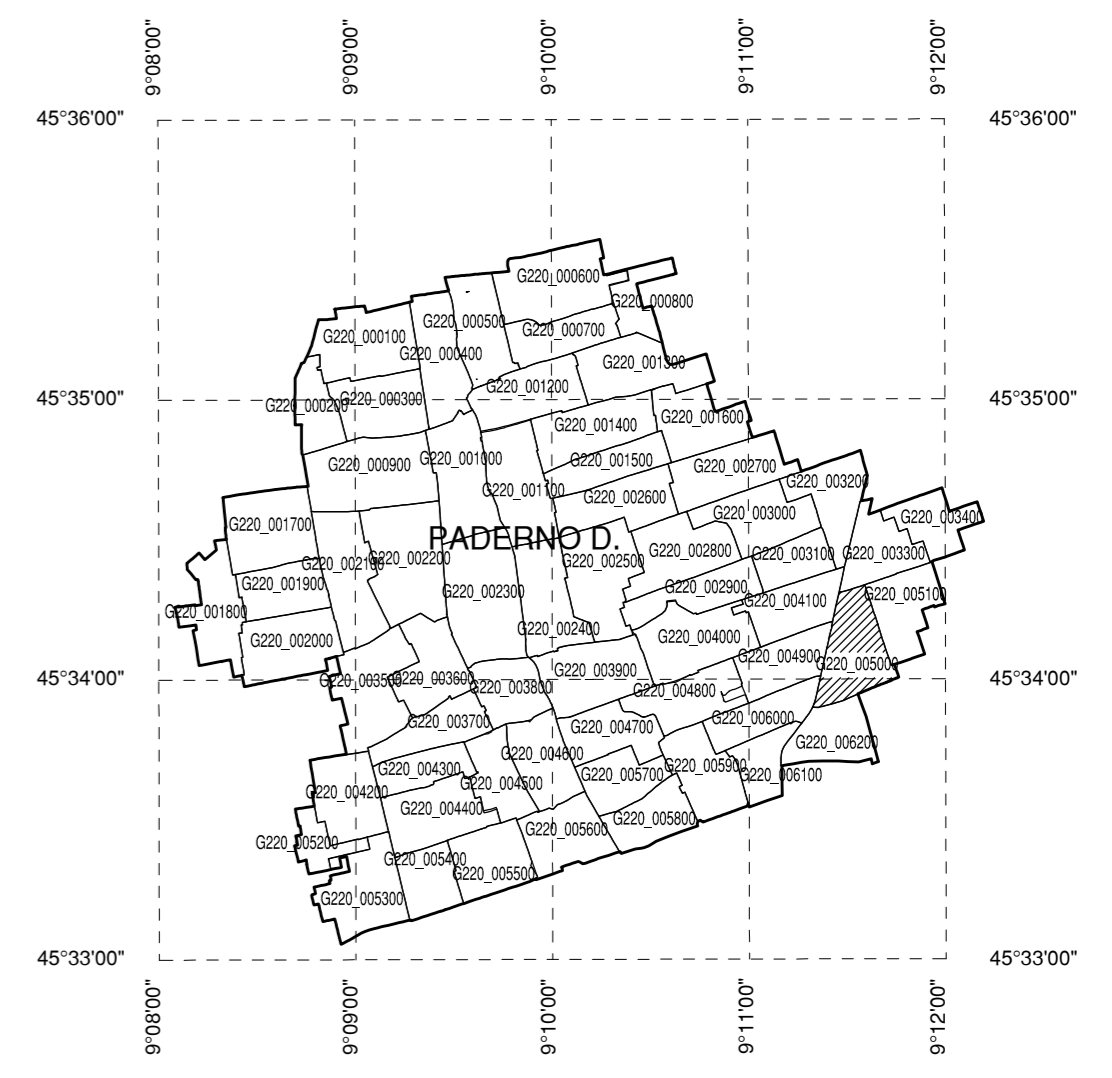 9°08'00"
9°09'00"
9°10'00"
9°11'00"
9°12'00"
45°36'00"
45°36'00"
G220_000600
G220_000800
G220_000500
G220_000700
G220_000100
G220_000400
G220_001300
G220_001200
45°35'00"
G220_000200
G220_000300
45°35'00"
G220_001600
G220_001400
G220_001000
G220_001500
G220_000900
G220_002700
G220_003200
G220_001100
G220_002600
G220_003000
G220_003400
G220_001700
PADERNO D.
G220_002800
G220_003100
G220_003300
G220_002100
G220_002200
G220_002500
G220_001900
G220_002900
G220_002300
G220_005100
G220_004100
G220_001800
G220_002400
G220_004000
G220_002000
G220_004900
G220_005000
G220_003900
45°34'00"
G220_003500
G220_003600
G220_003800
G220_004800
45°34'00"
G220_003700
G220_004700
G220_006000
G220_006200
G220_004600
G220_004300
G220_005900
G220_005700
G220_006100
G220_004500
G220_004200
G220_004400
G220_005800
G220_005600
G220_005200
G220_005400
G220_005500
G220_005300
45°33'00"
45°33'00"
9°08'00"
9°09'00"
9°10'00"
9°11'00"
9°12'00"